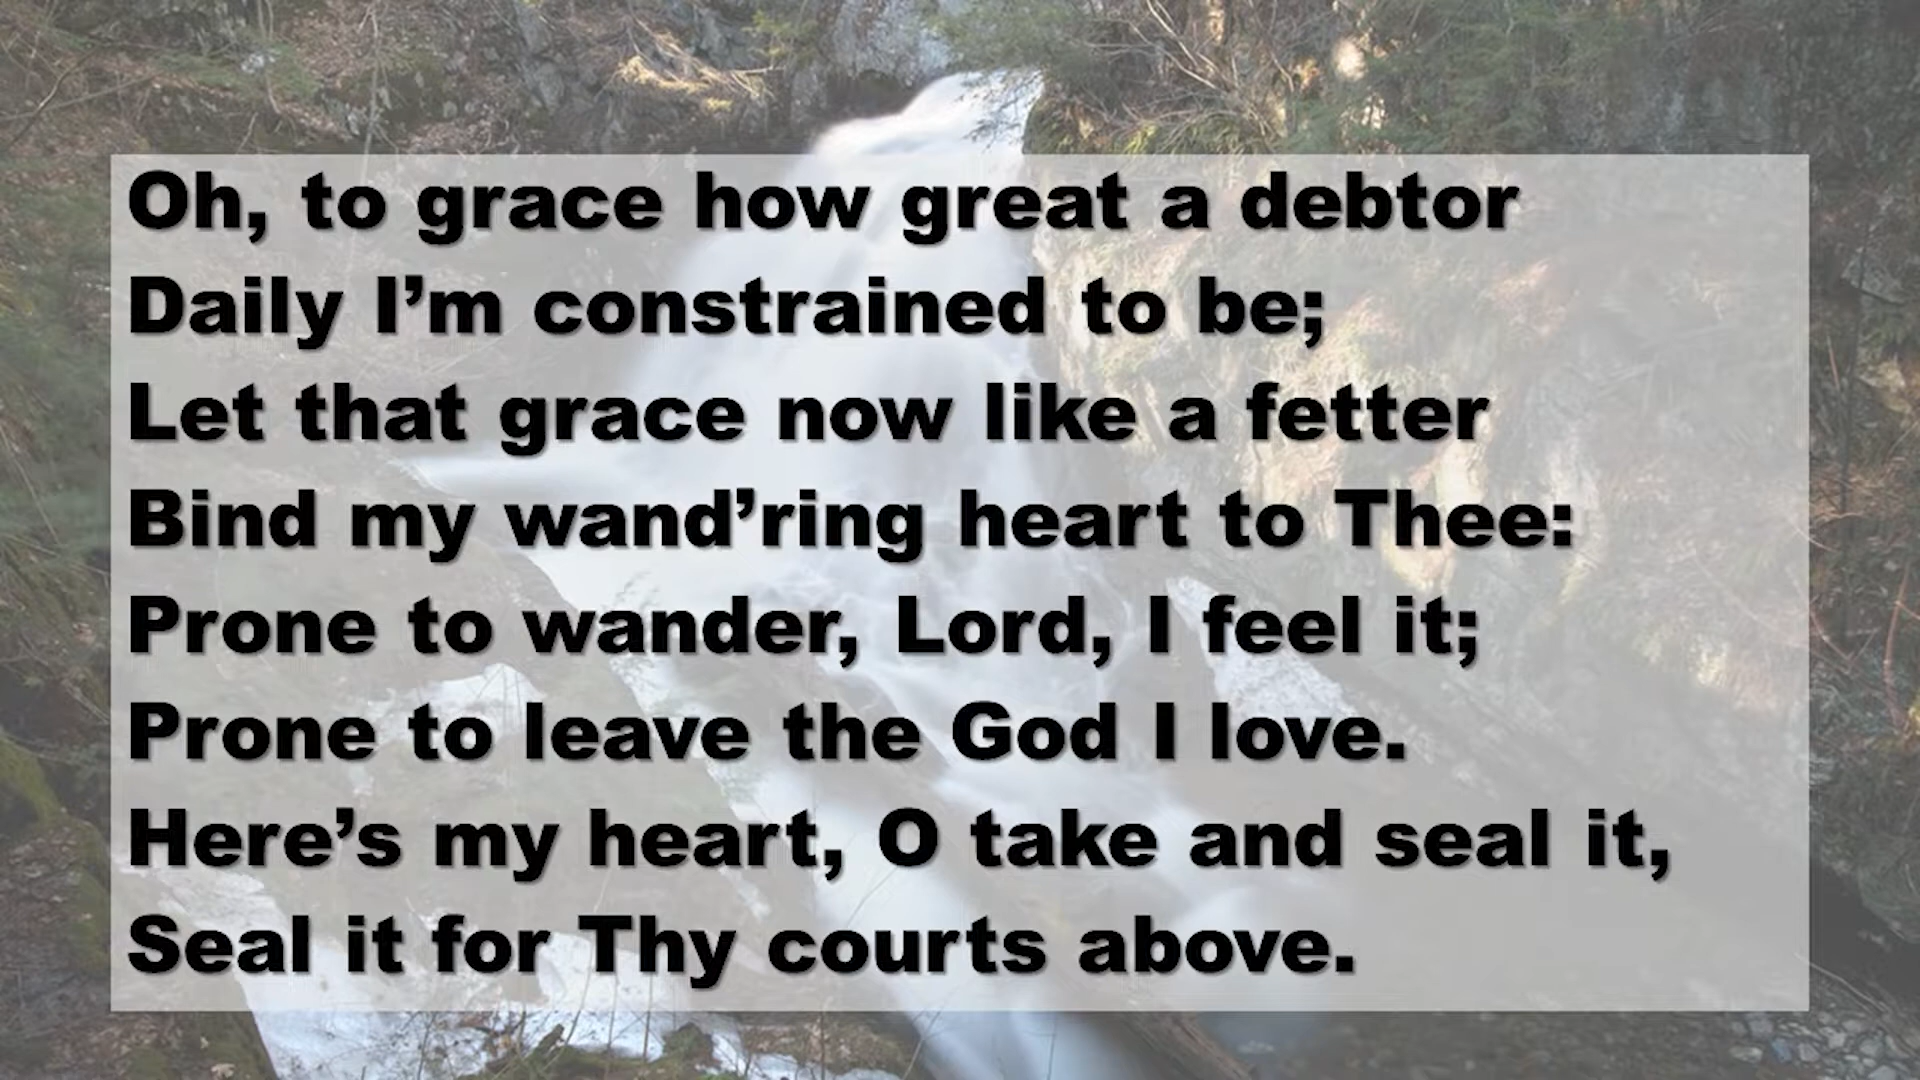 Oh, to grace how great a debtor
Daily I’m constrained to be;
Let that grace now like a fetter
Bind my wand’ring heart to Thee:
Prone to wander, Lord, I feel it;
Prone to leave the God I love.
Here’s my heart, O take and seal it,
Seal it for Thy courts above.